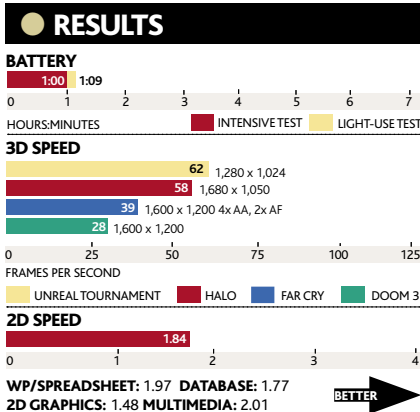 RESULTS
BATTERY
1:00 1:09
0 1 2 3 4 5 6 7
HOURS:MINUTES INTENSIVE TEST LIGHT-USE TEST
3D SPEED
62 1,280 x 1,024
58 1,680 x 1,050
39 1,600 x 1,200 4x AA, 2x AF
28 1,600 x 1,200
0 25 50 75 100 125
FRAMES PER SECOND
UNREAL TOURNAMENT HALO FAR CRY DOOM 3
2D SPEED
1.84
0 1 2 3 4
WP/SPREADSHEET: 1.97 DATABASE: 1.77
2D GRAPHICS: 1.48 MULTIMEDIA: 2.01
BETTER